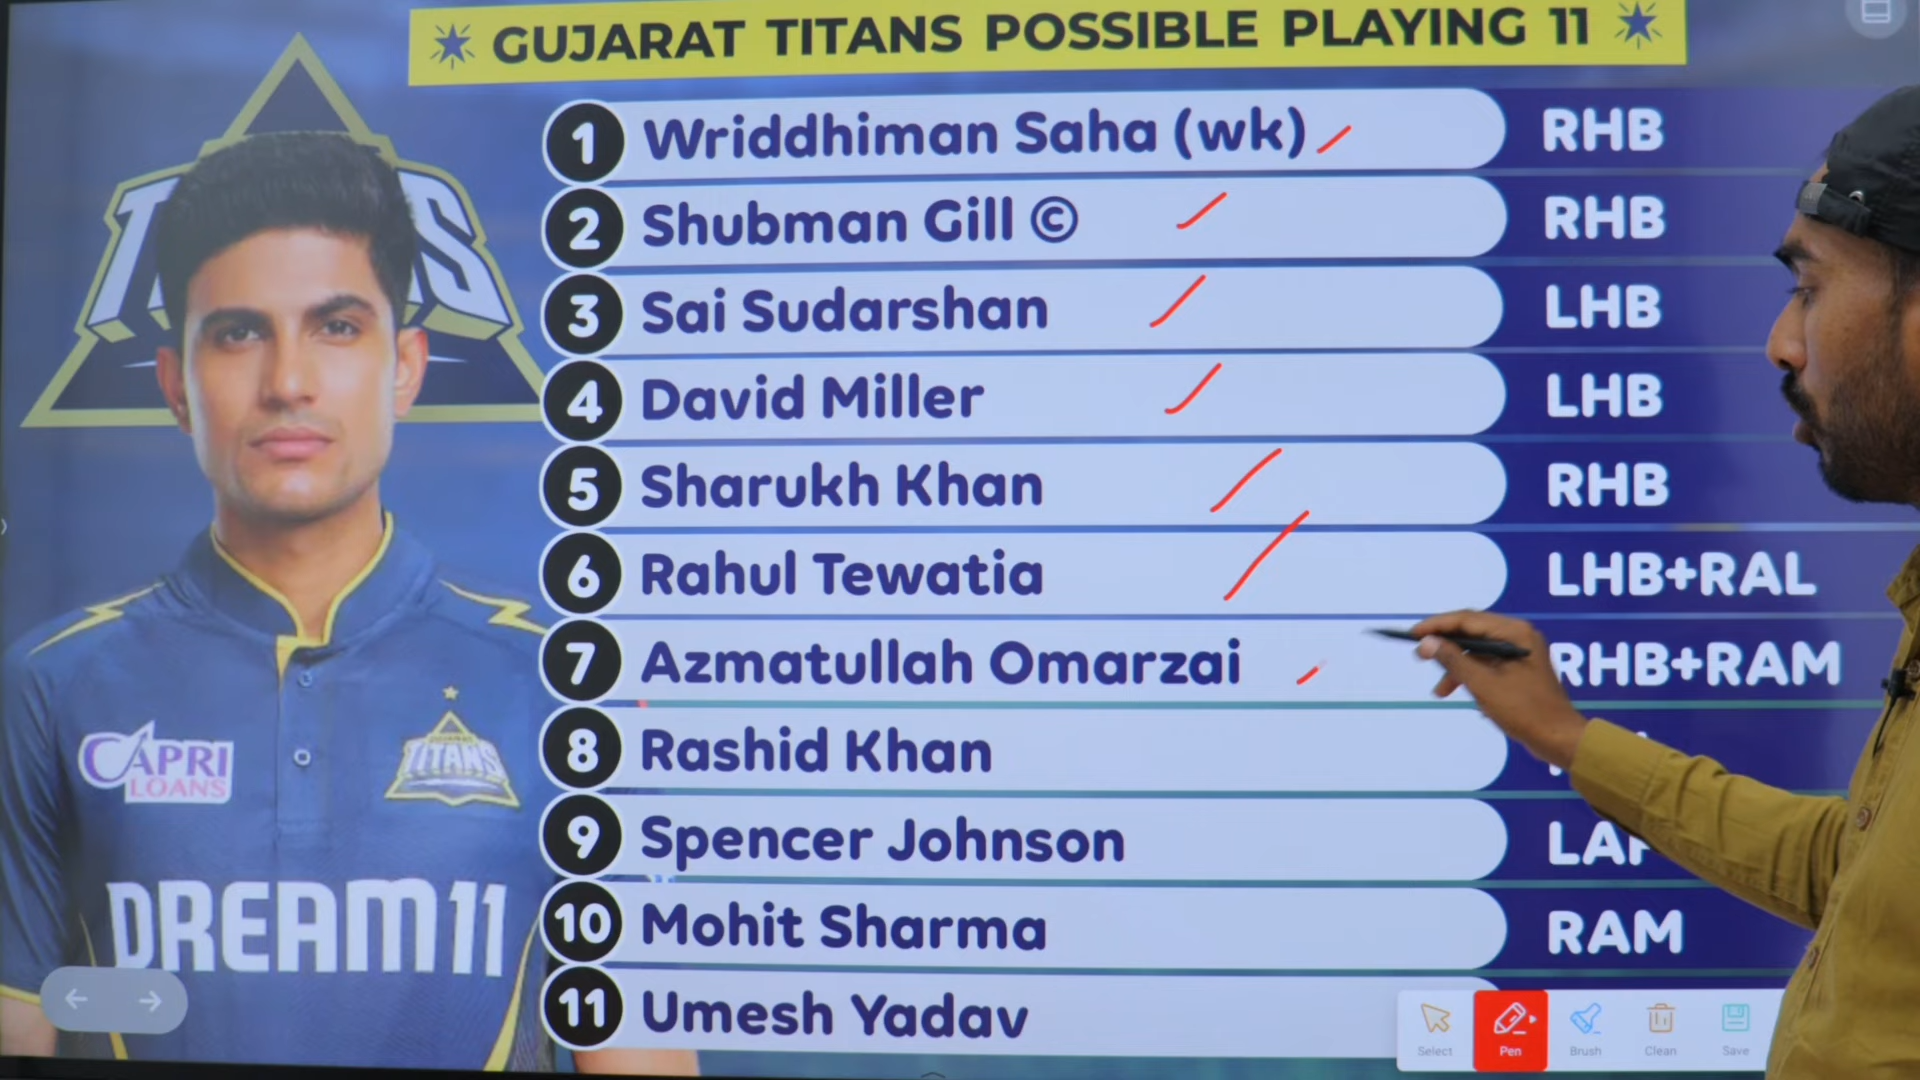 GUJARAT TITANS POSSIBLE PLAYING 11
1 Wriddhiman Saha (wk) RHB
2 Shubman Gill © RHB
3 Sai Sudarshan LHB
4 David Miller LHB
5 Sharukh Khan RHB
6 Rahul Tewatia LHB+RAL
7 Azmatullah Omarzai RHB+RAM
8 Rashid Khan
9 Spencer Johnson
10 Mohit Sharma RAM
11 Umesh Yadav
CAPRI
LOANS
GUJARAT
TITANS
DREAM11
Select Pen Brush Clean Save